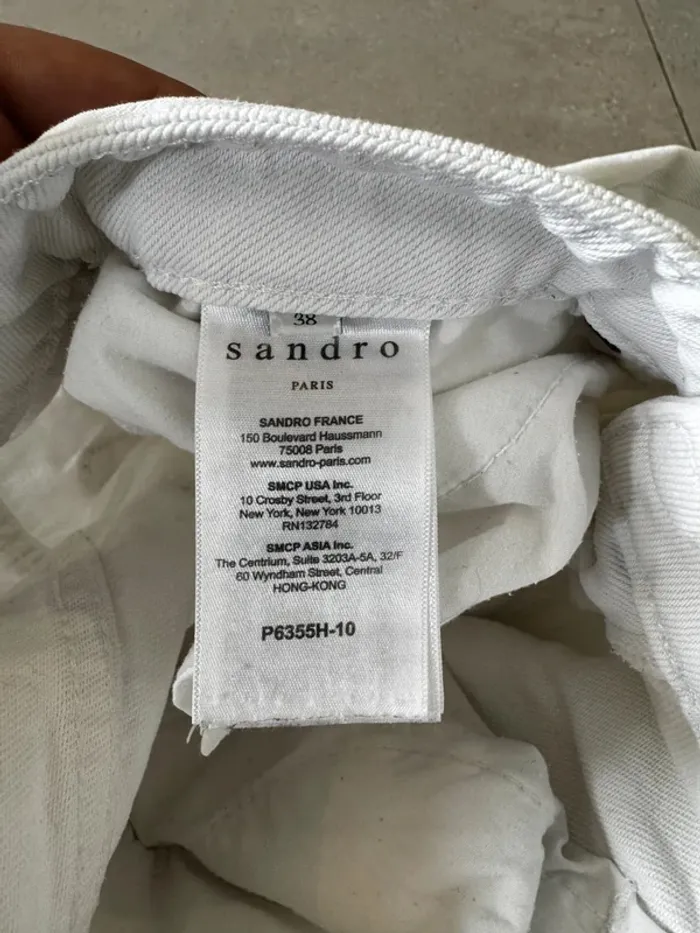 38
sandro
PARIS
SANDRO FRANCE
150 Boulevard Haussmann
75008 Paris
www.sandro-paris.com
SMCP USA Inc.
10 Crosby Street, 3rd Floor
New York, New York 10013
RN132784
SMCP ASIA Inc.
The Centrium, Suite 3203A-5A, 32/F
60 Wyndham Street, Central
HONG-KONG
P6355H-10